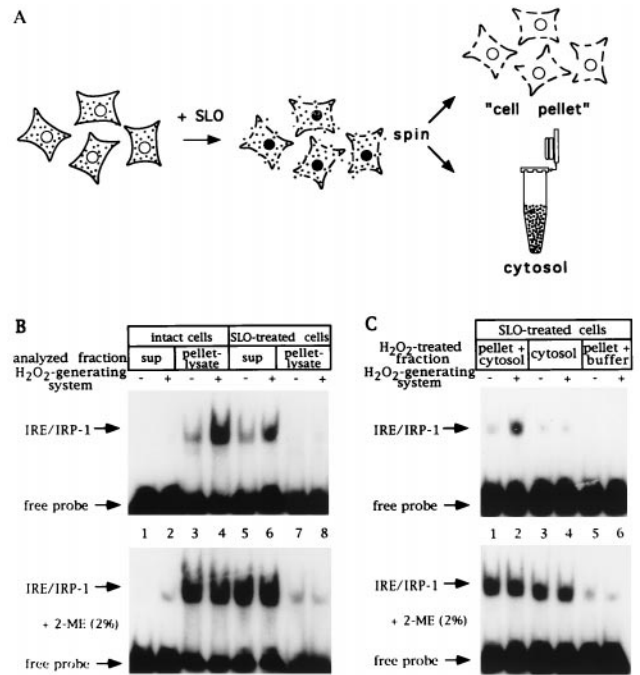 A
+ SLO
spin
"cell pellet"
cytosol
B
intact cells SLO-treated cells
analyzed fraction sup pellet-lysate sup pellet-lysate
H2O2-generating system - + - + - + - +
IRE/IRP-1
free probe
1 2 3 4 5 6 7 8
IRE/IRP-1
+ 2-ME (2%)
free probe
C
SLO-treated cells
H2O2-treated fraction pellet + cytosol cytosol pellet + buffer
H2O2-generating system - + - + - +
IRE/IRP-1
free probe
1 2 3 4 5 6
IRE/IRP-1
+ 2-ME (2%)
free probe